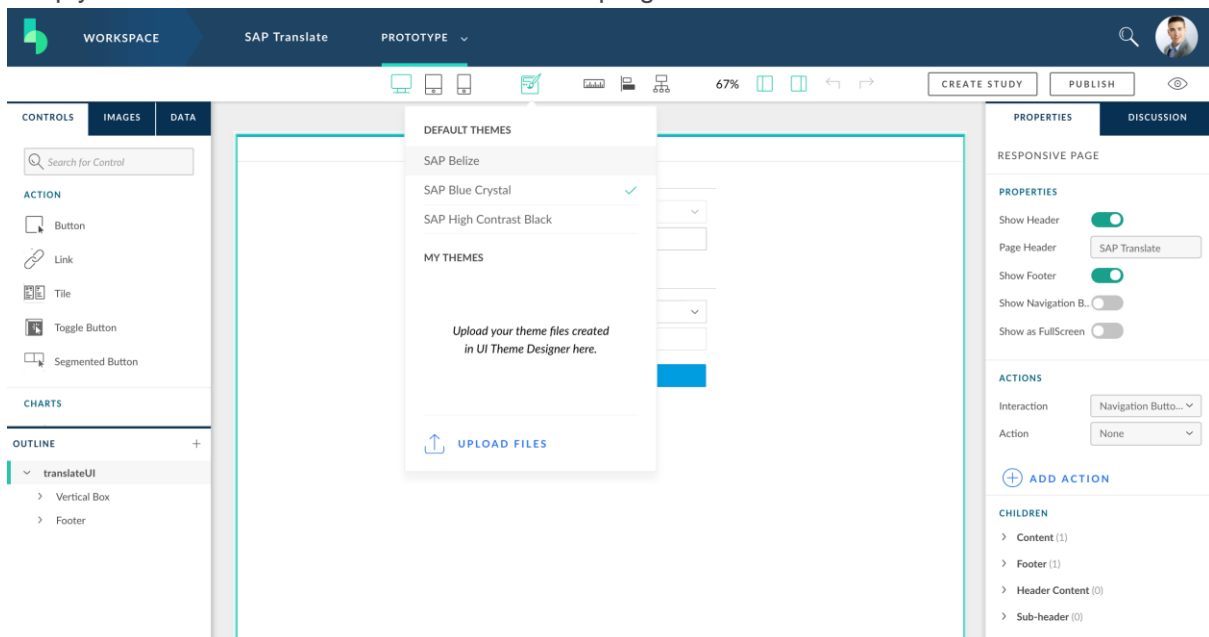 WORKSPACE
SAP Translate
PROTOTYPE
67%
CREATE STUDY
PUBLISH
CONTROLS
IMAGES
DATA
Search for Control
ACTION
Button
Link
Tile
Toggle Button
Segmented Button
CHARTS
OUTLINE
translateUI
Vertical Box
Footer
DEFAULT THEMES
SAP Belize
SAP Blue Crystal
SAP High Contrast Black
MY THEMES
Upload your theme files created
in UI Theme Designer here.
UPLOAD FILES
PROPERTIES
DISCUSSION
RESPONSIVE PAGE
PROPERTIES
Show Header
Page Header
SAP Translate
Show Footer
Show Navigation B..
Show as FullScreen
ACTIONS
Interaction
Navigation Butto...
Action
None
ADD ACTION
CHILDREN
Content (1)
Footer (1)
Header Content (0)
Sub-header (0)